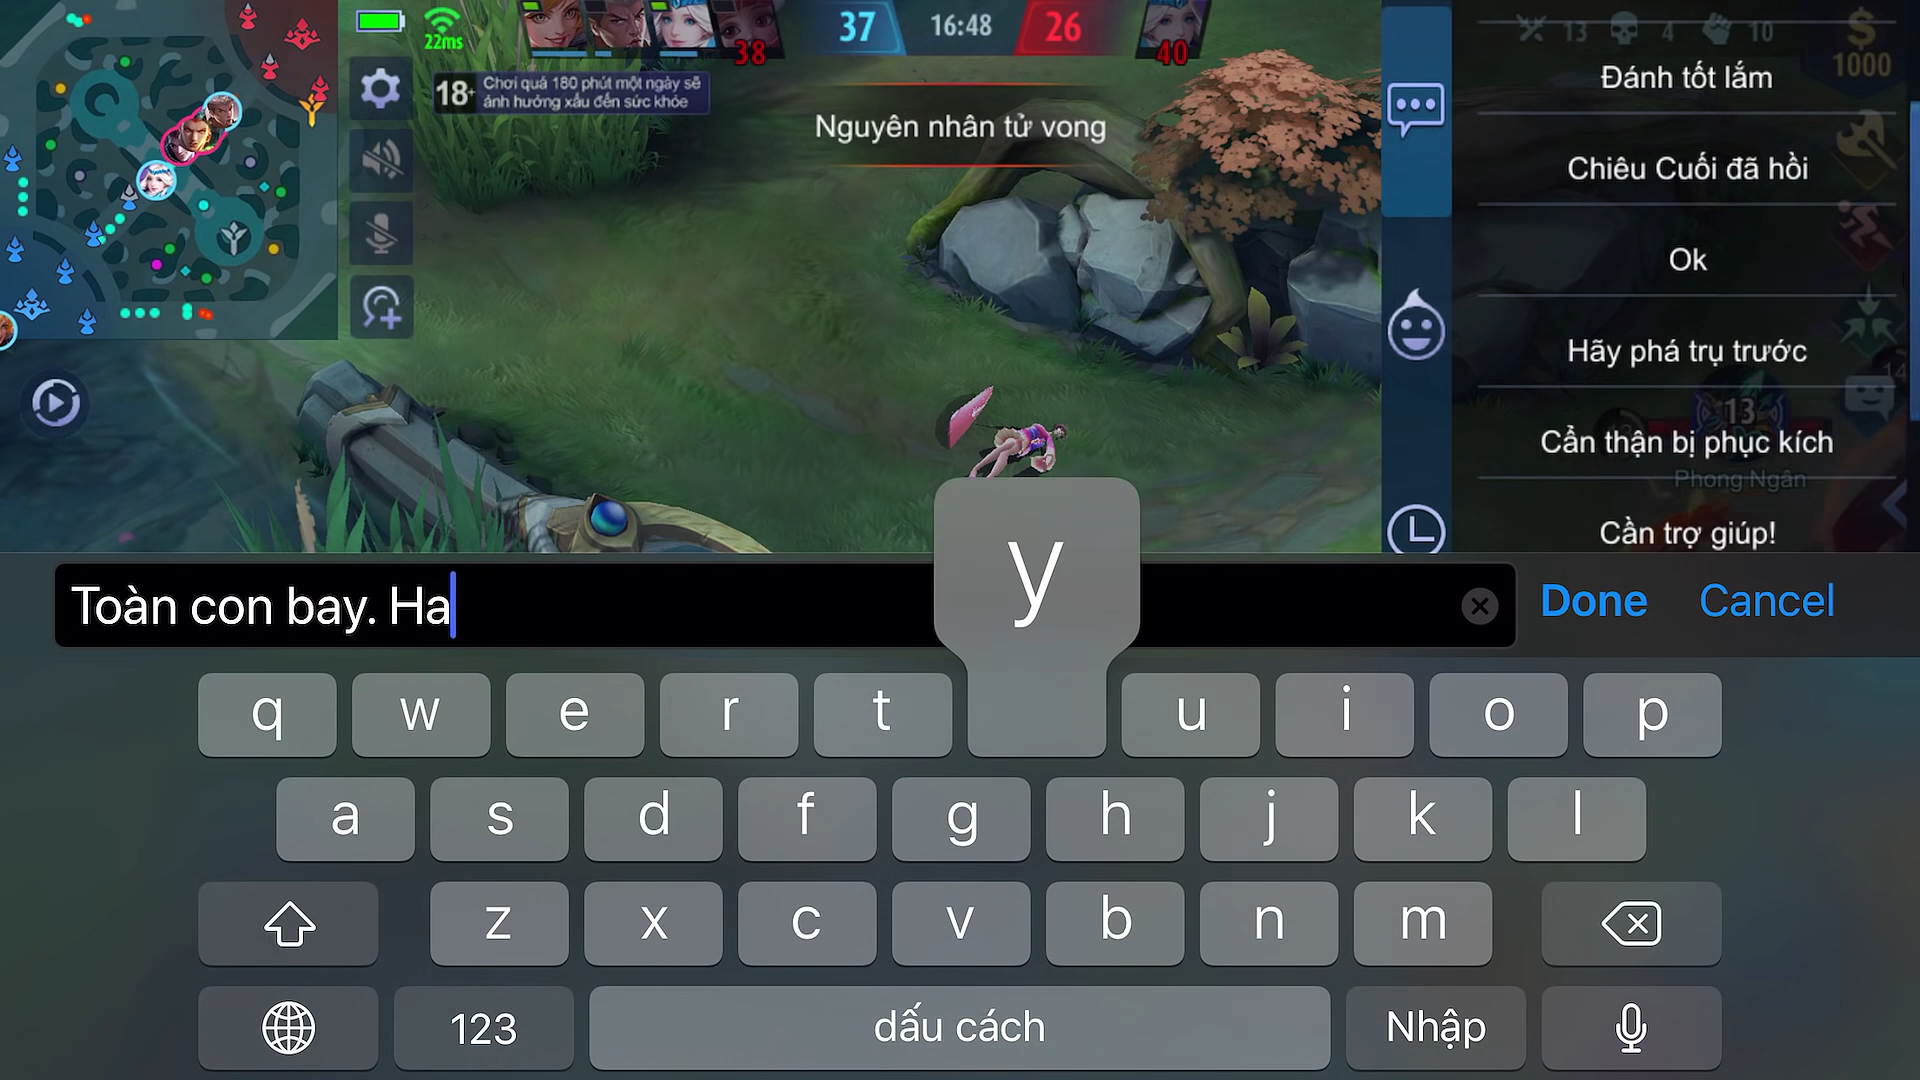 22ms
38
37
16:48
26
40
13
4
10
1000
18+
Chơi quá 180 phút một ngày sẽ
ảnh hưởng xấu đến sức khỏe
Nguyên nhân tử vong
Đánh tốt lắm
Chiêu Cuối đã hồi
Ok
Hãy phá trụ trước
14
13
Cẩn thận bị phục kích
Phong Ngân
Cần trợ giúp!
Toàn con bay. Ha
Done
Cancel
y
q w e r t u i o p
a s d f g h j k l
z x c v b n m
123
dấu cách
Nhập